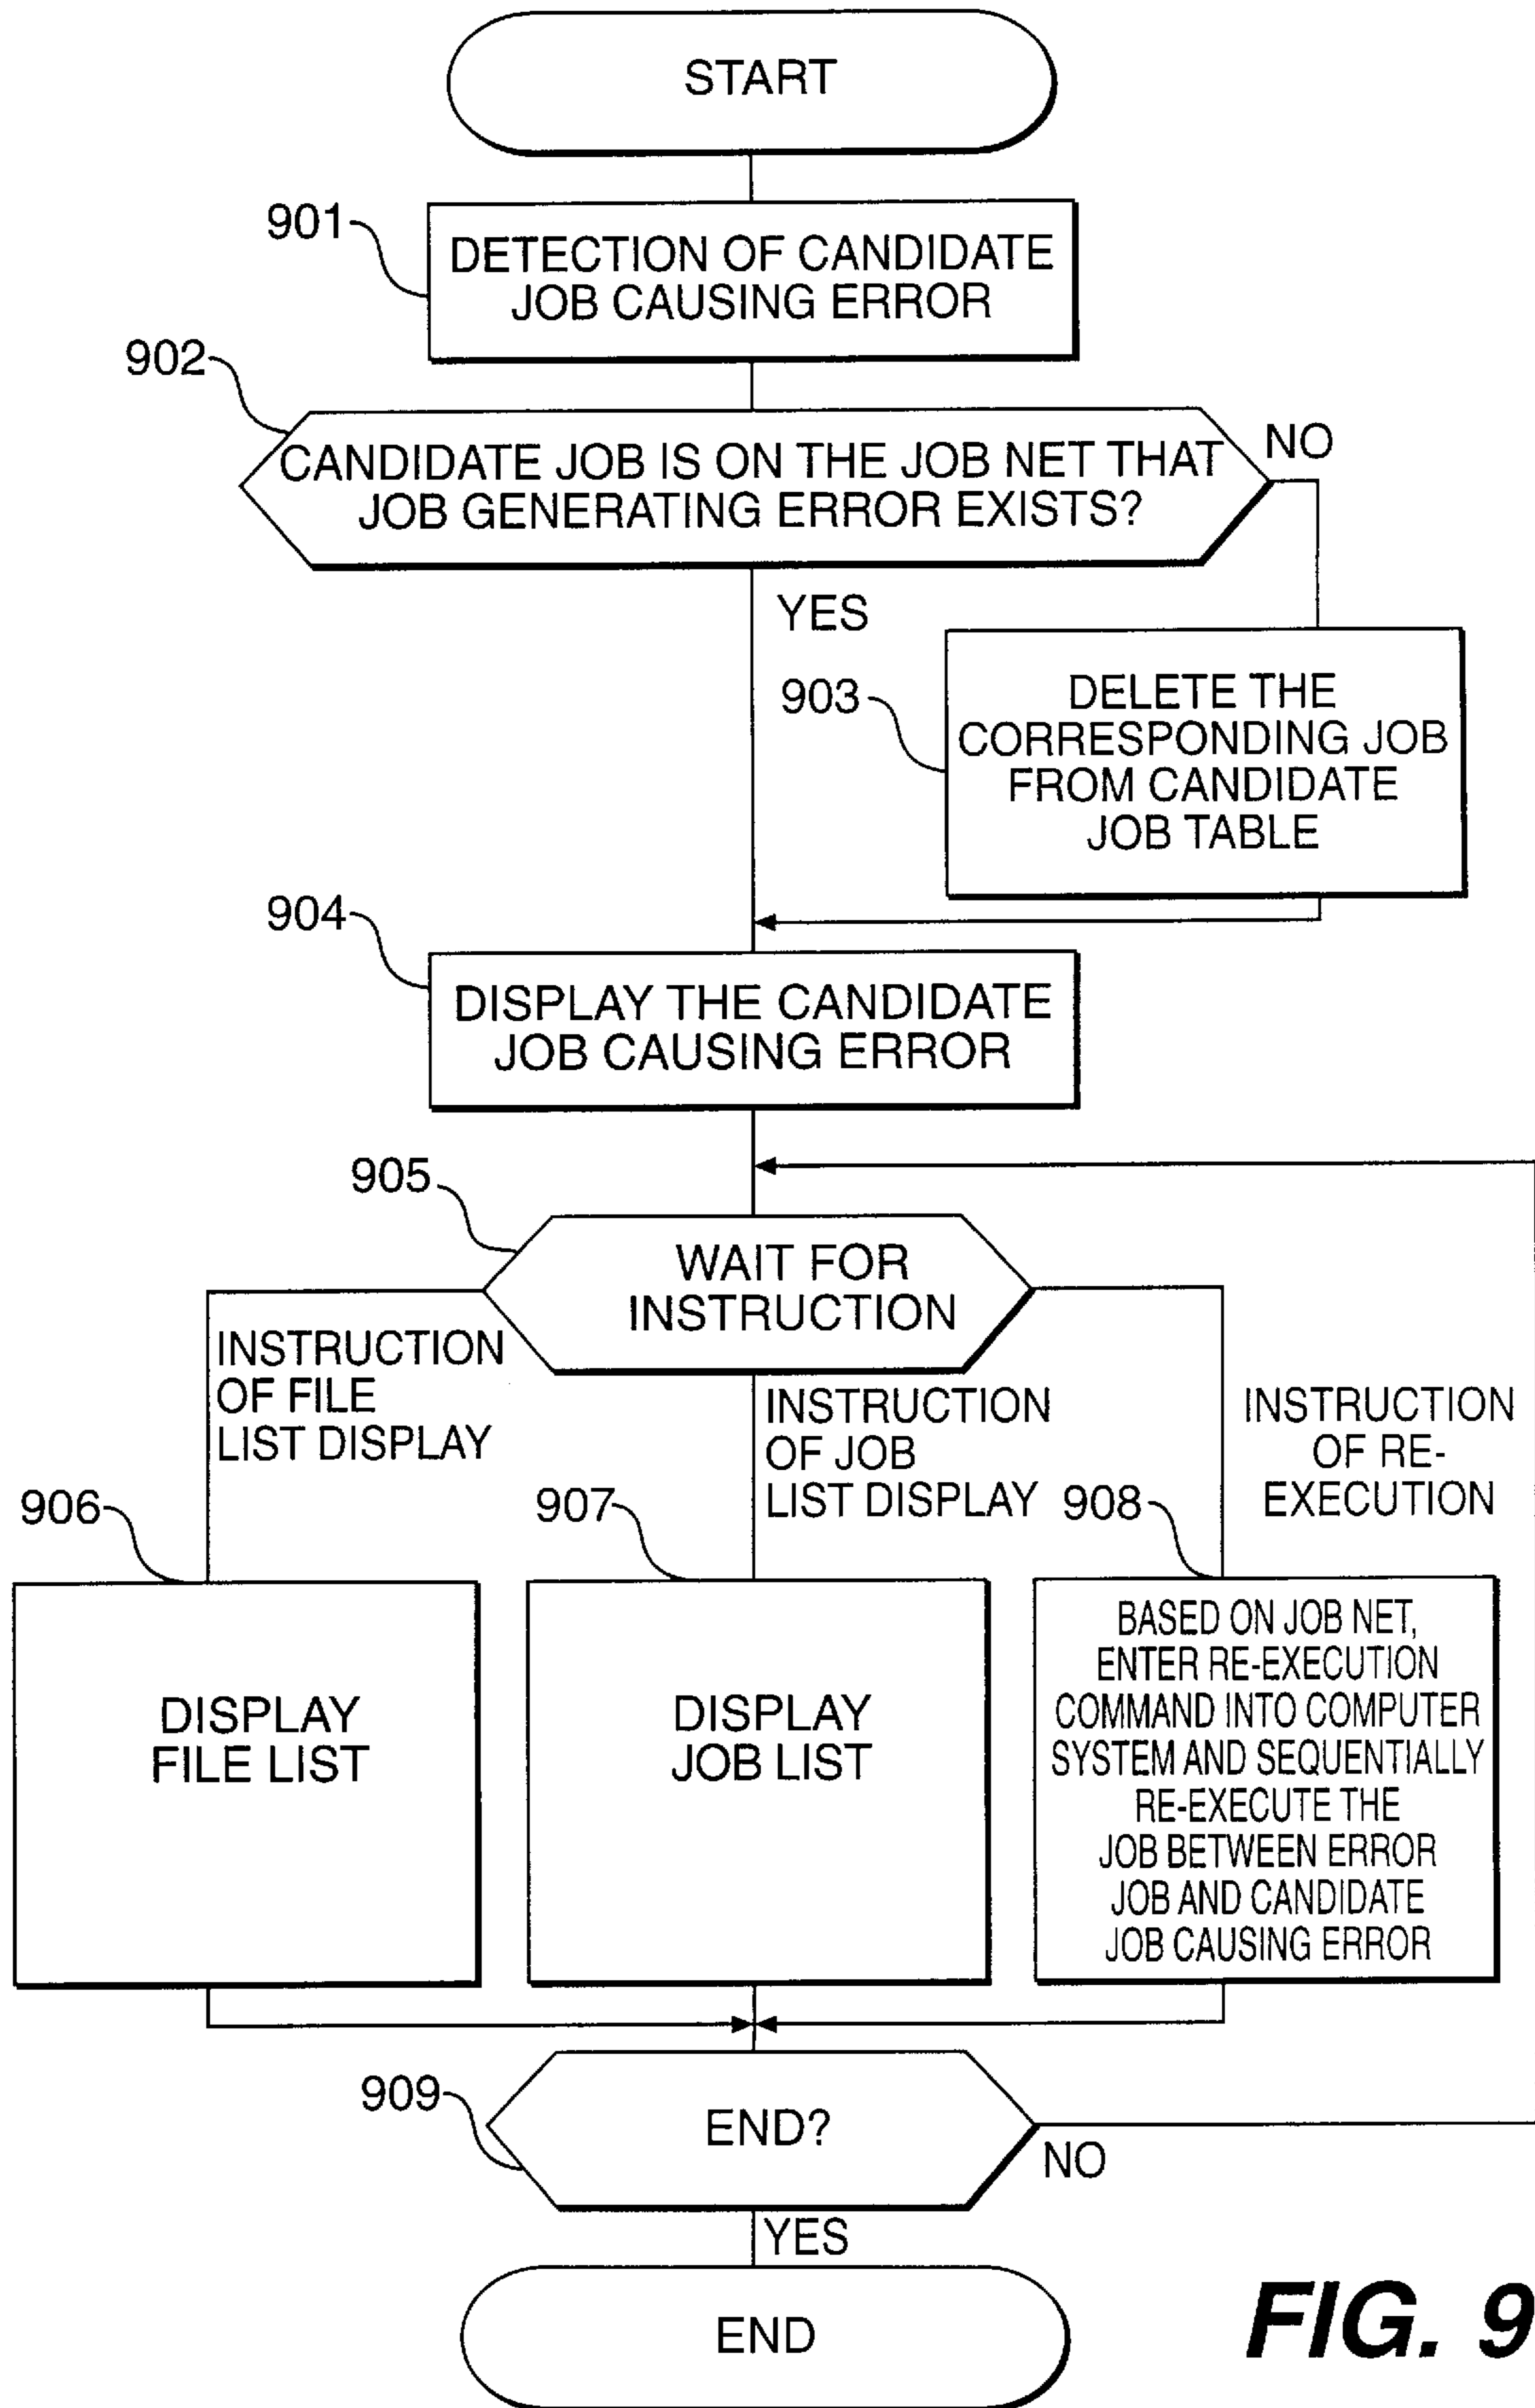 START
901
DETECTION OF CANDIDATE
JOB CAUSING ERROR
902
CANDIDATE JOB IS ON THE JOB NET THAT
JOB GENERATING ERROR EXISTS?
NO
YES
903
DELETE THE
CORRESPONDING JOB
FROM CANDIDATE
JOB TABLE
904
DISPLAY THE CANDIDATE
JOB CAUSING ERROR
905
WAIT FOR
INSTRUCTION
INSTRUCTION
OF FILE
LIST DISPLAY
INSTRUCTION
OF JOB
LIST DISPLAY
INSTRUCTION
OF RE-
EXECUTION
906
DISPLAY
FILE LIST
907
DISPLAY
JOB LIST
908
BASED ON JOB NET,
ENTER RE-EXECUTION
COMMAND INTO COMPUTER
SYSTEM AND SEQUENTIALLY
RE-EXECUTE THE
JOB BETWEEN ERROR
JOB AND CANDIDATE
JOB CAUSING ERROR
909
END?
NO
YES
END
FIG. 9